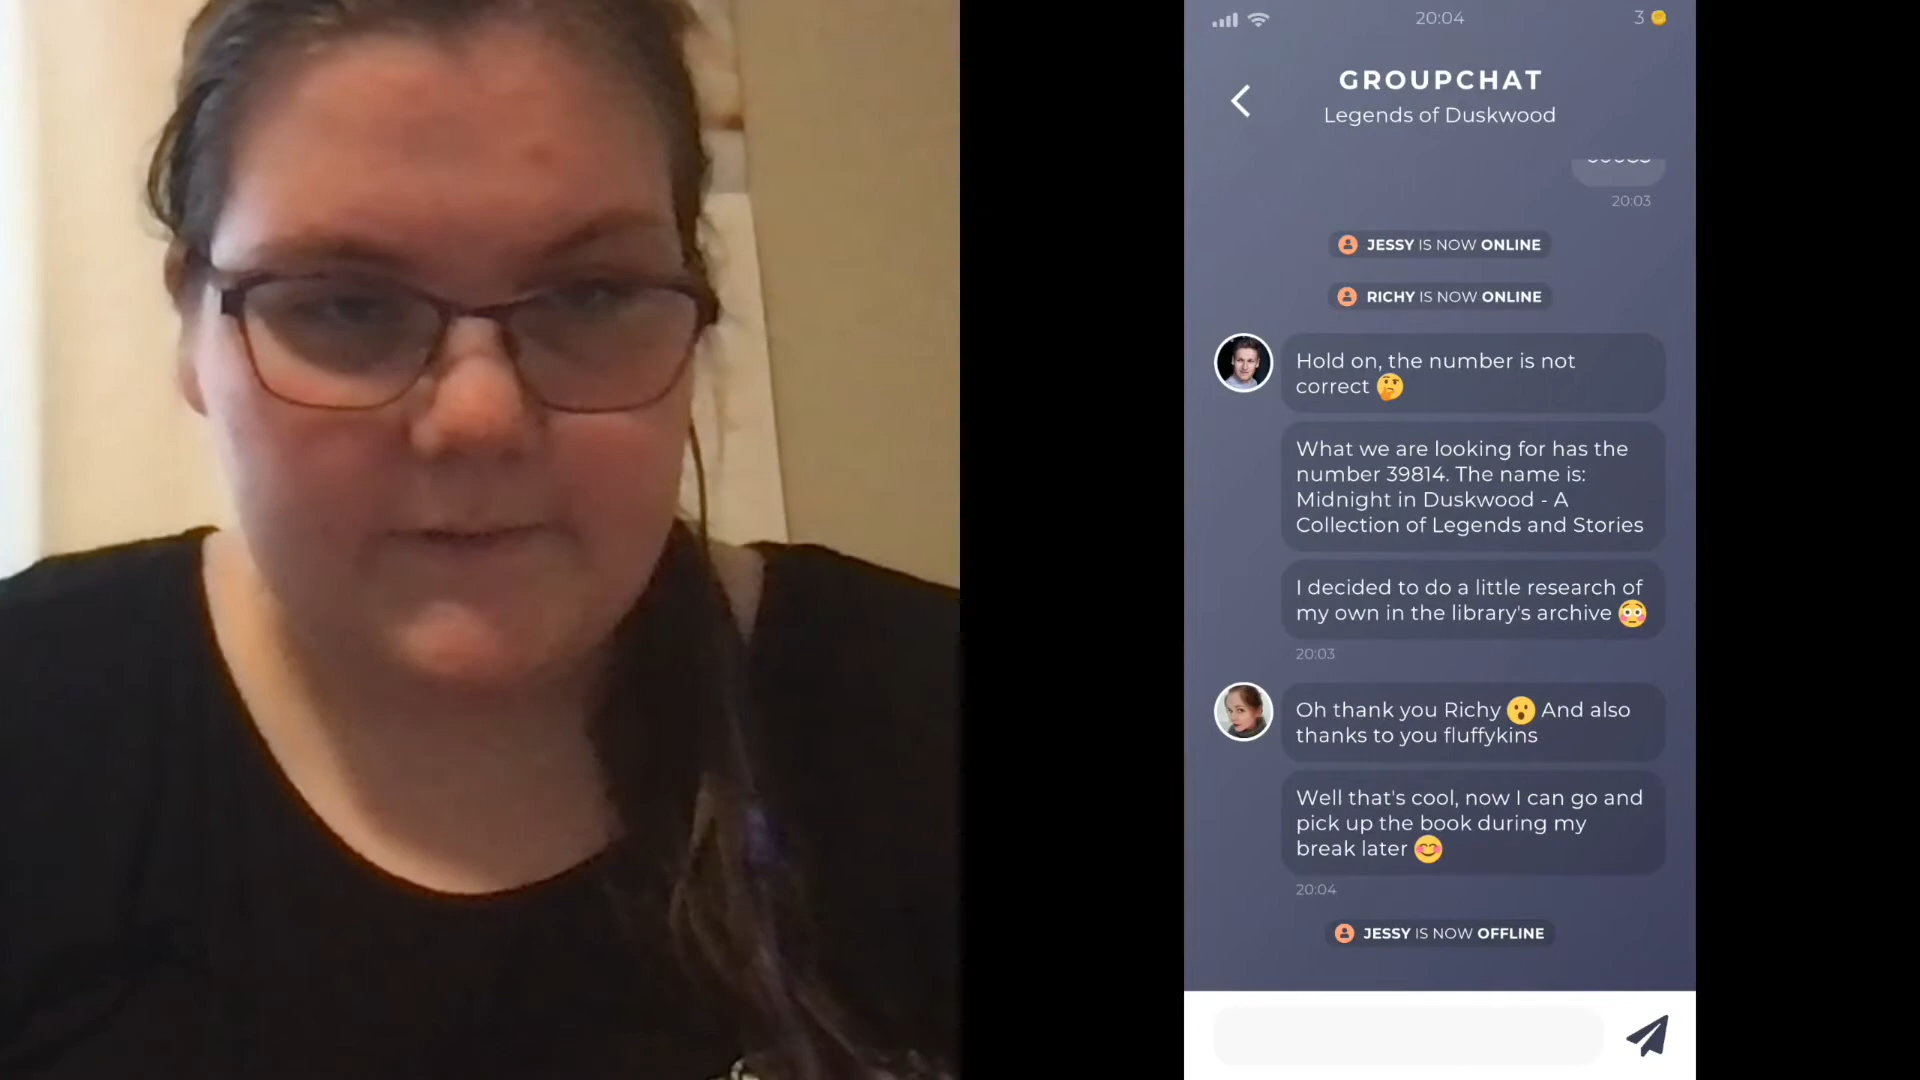 20:04
3
GROUPCHAT
Legends of Duskwood
20:03
JESSY IS NOW ONLINE
RICHY IS NOW ONLINE
Hold on, the number is not
correct 🤔
What we are looking for has the
number 39814. The name is:
Midnight in Duskwood - A
Collection of Legends and Stories
I decided to do a little research of
my own in the library's archive 😳
20:03
Oh thank you Richy 😮 And also
thanks to you fluffykins
Well that's cool, now I can go and
pick up the book during my
break later 😊
20:04
JESSY IS NOW OFFLINE